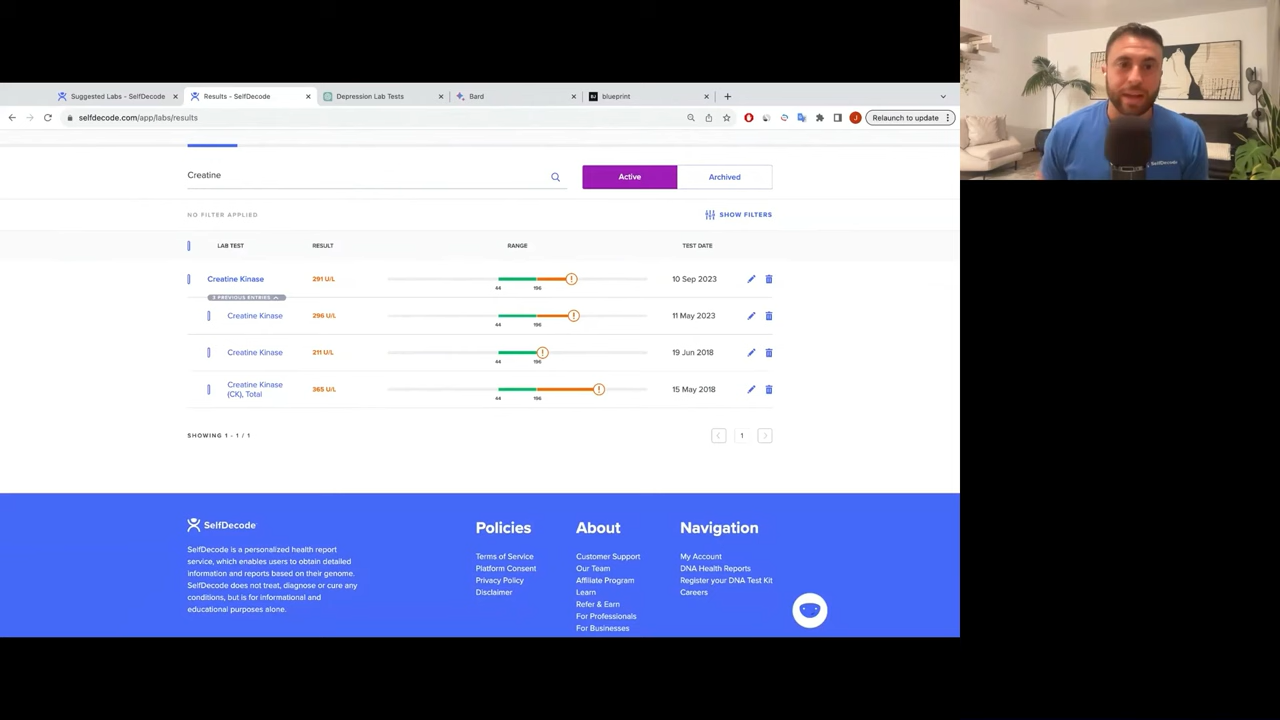 Suggested Labs - SelfDecode
Results - SelfDecode
Depression Lab Tests
Bard
blueprint
selfdecode.com/app/labs/results
Relaunch to update
Creatine
Active
Archived
NO FILTER APPLIED
SHOW FILTERS
LAB TEST RESULT RANGE TEST DATE
Creatine Kinase 291 U/L 10 Sep 2023
44 196
3 PREVIOUS ENTRIES
Creatine Kinase 296 U/L 11 May 2023
44 196
Creatine Kinase 211 U/L 19 Jun 2018
44 196
Creatine Kinase
(CK), Total
365 U/L 15 May 2018
44 196
SHOWING 1 - 1 / 1
1
SelfDecode
SelfDecode is a personalized health report
service, which enables users to obtain detailed
information and reports based on their genome.
SelfDecode does not treat, diagnose or cure any
conditions, but is for informational and
educational purposes alone.
Policies
Terms of Service
Platform Consent
Privacy Policy
Disclaimer
About
Customer Support
Our Team
Affiliate Program
Learn
Refer & Earn
For Professionals
For Businesses
Navigation
My Account
DNA Health Reports
Register your DNA Test Kit
Careers
SelfDecode